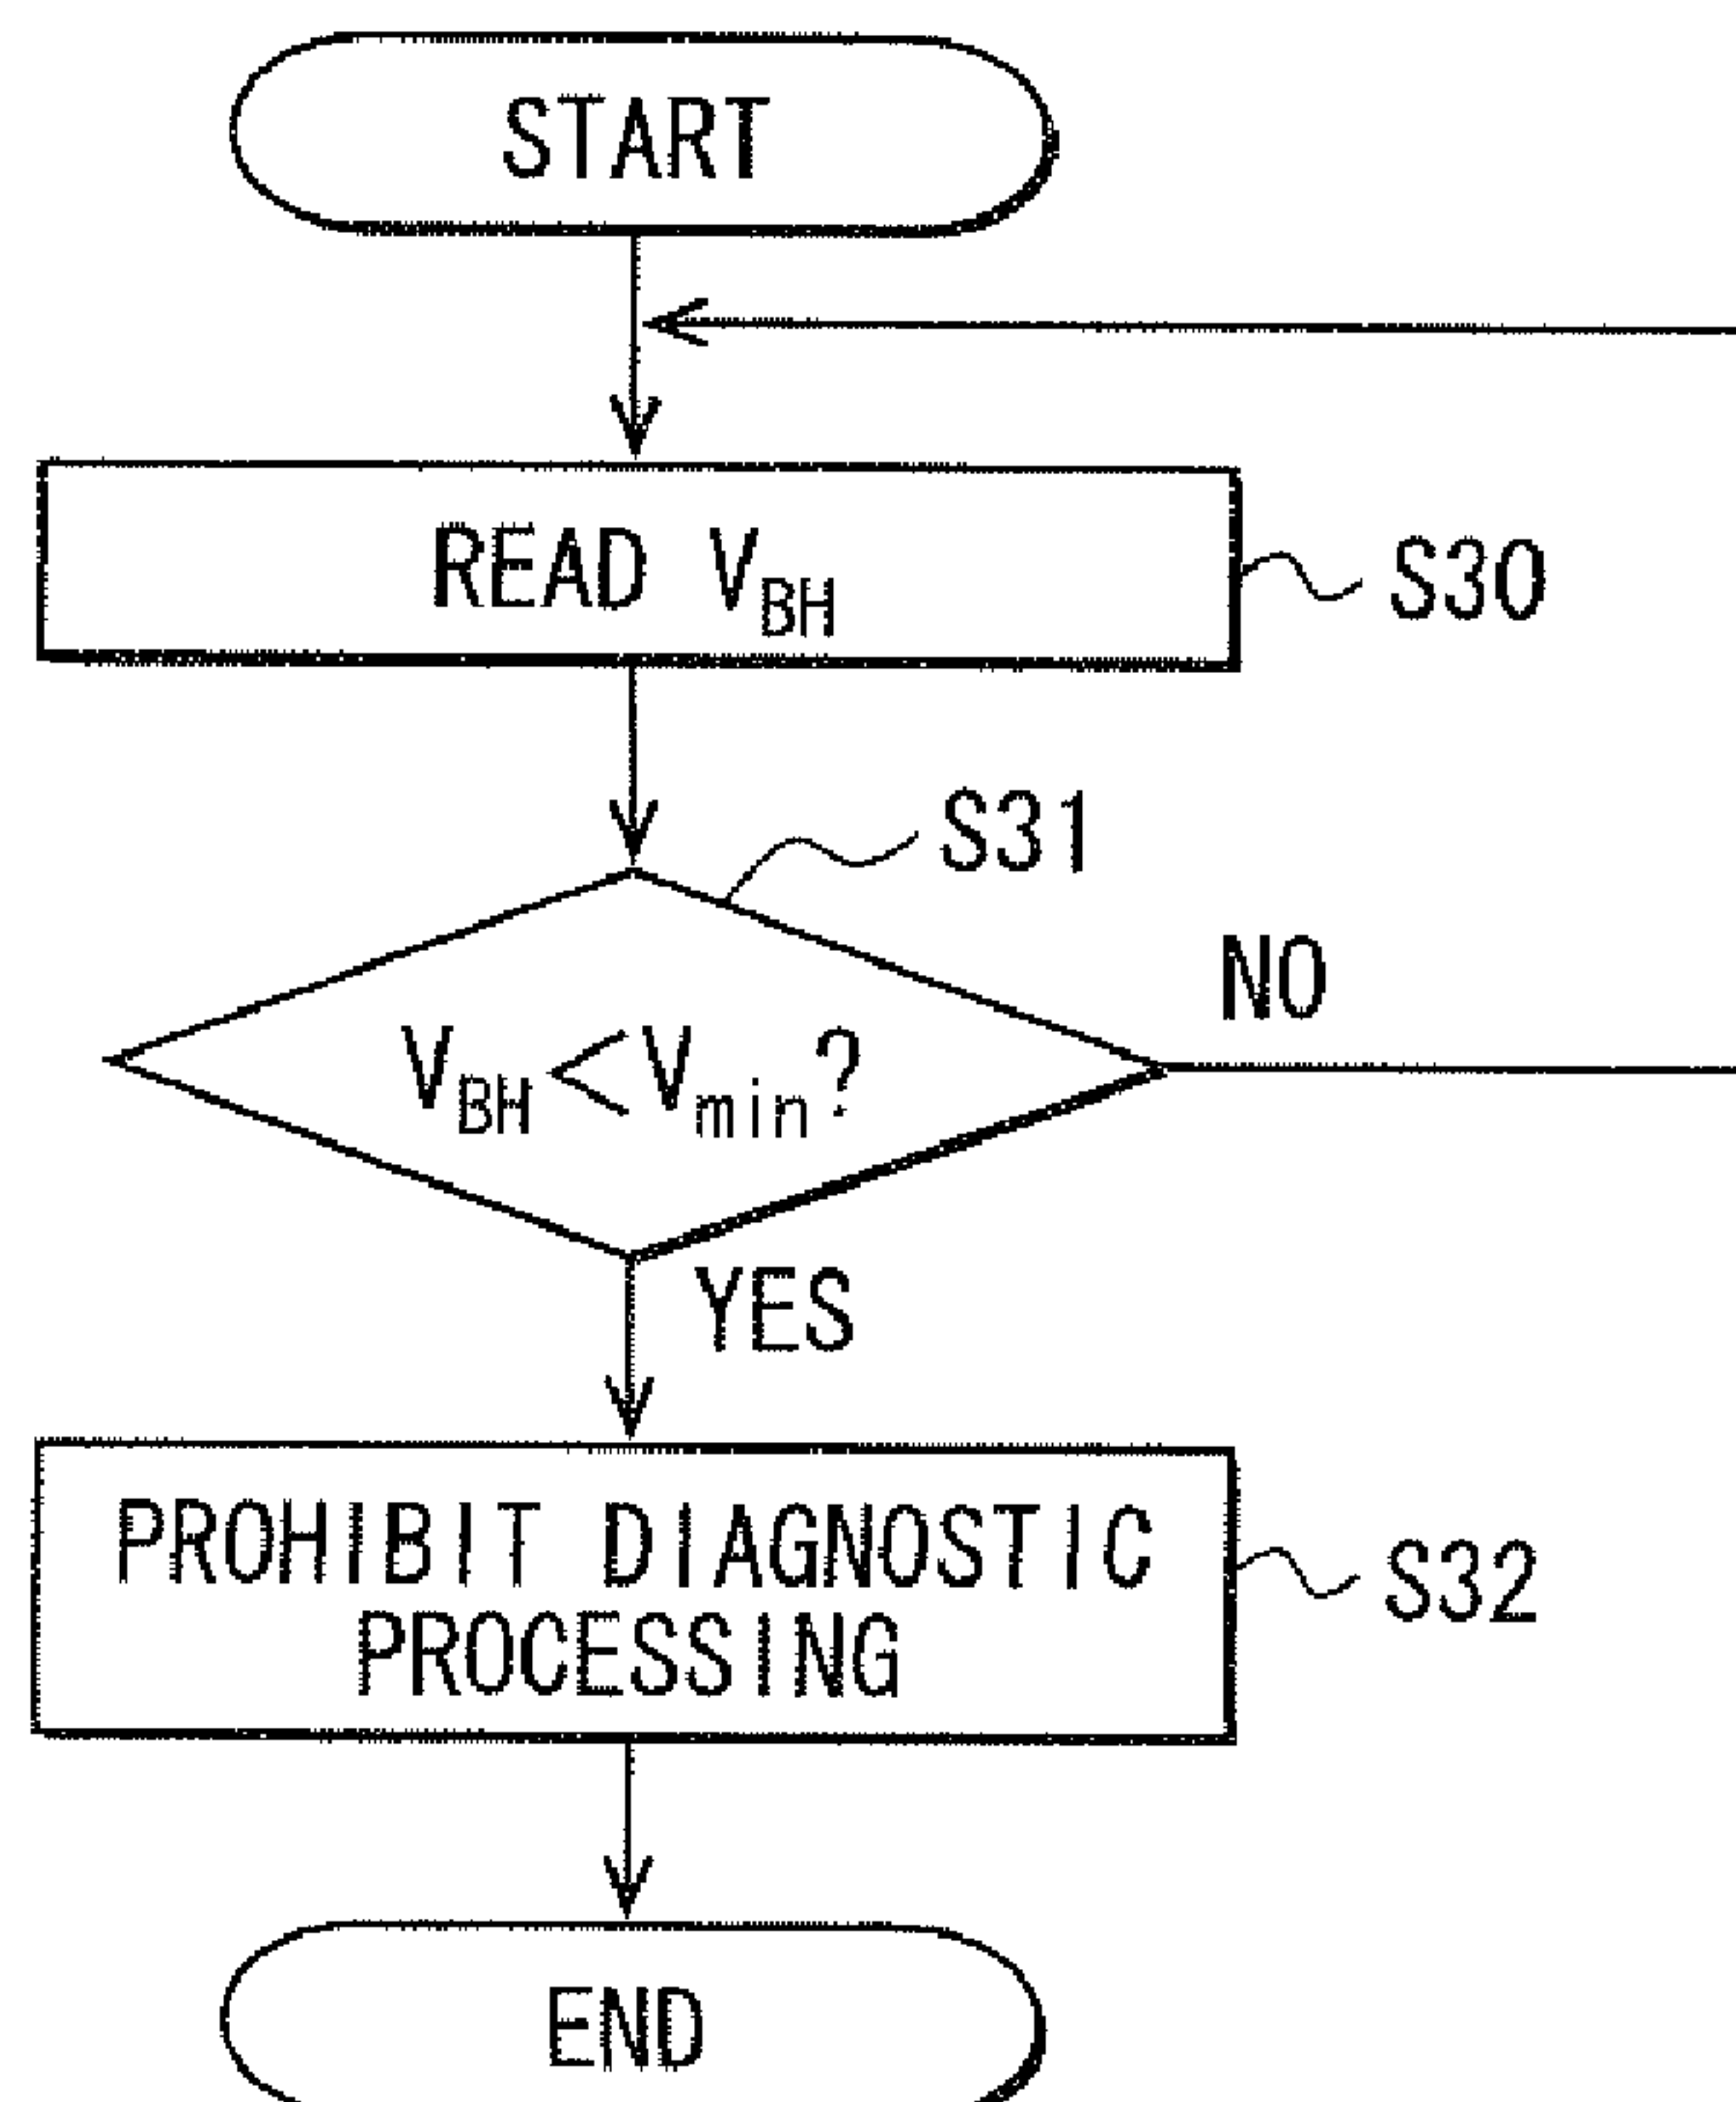 START
READ V_BH
S30
S31
NO
V_BH<V_min?
YES
PROHIBIT DIAGNOSTIC
PROCESSING
S32
END